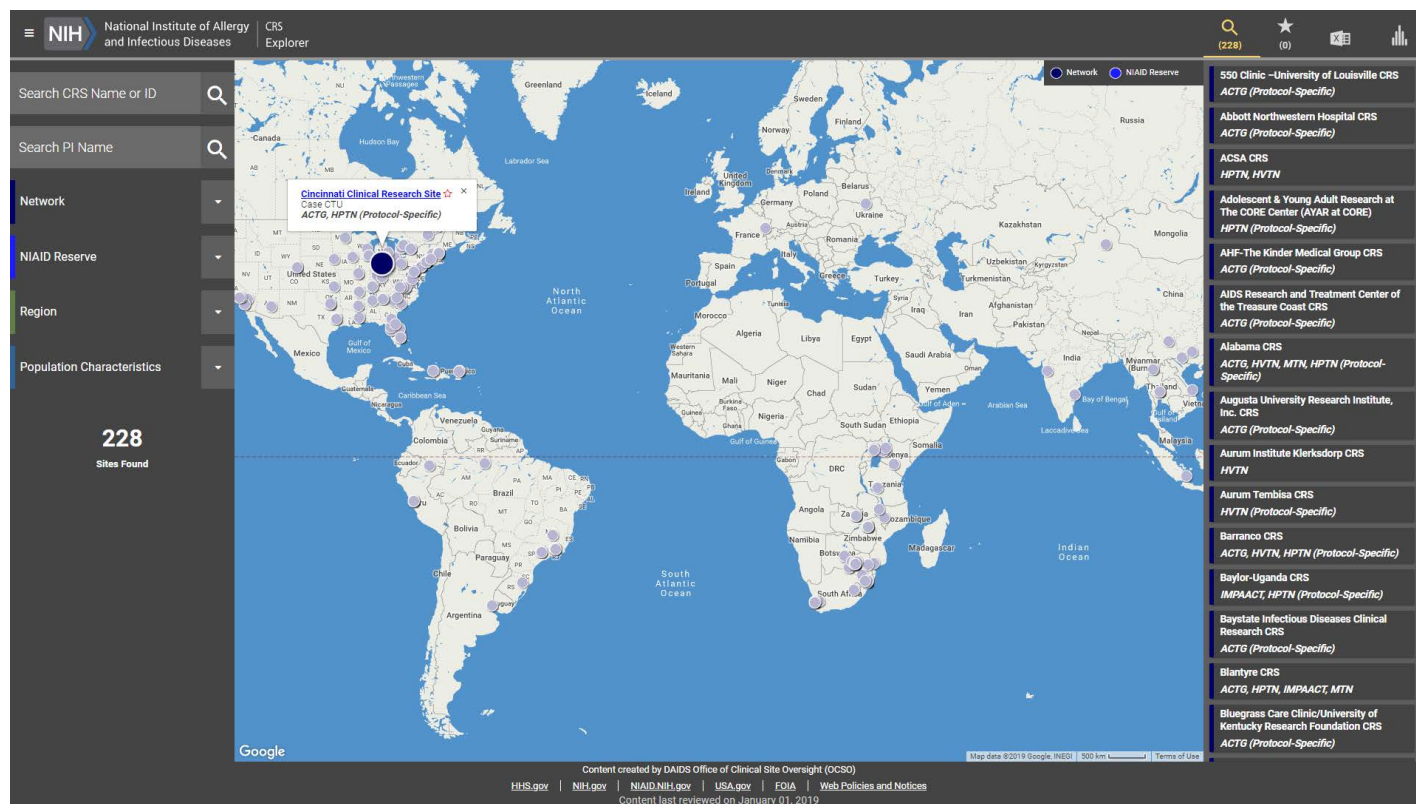 NIH
National Institute of Allergy
and Infectious Diseases
CRS
Explorer
(228)
(0)
Search CRS Name or ID
Search PI Name
Network
NIAID Reserve
Region
Population Characteristics
228
Sites Found
Network
NIAID Reserve
Cincinnati Clinical Research Site
Case CTU
ACTG, HPTN (Protocol-Specific)
Greenland
Iceland
Sweden
Finland
Norway
Russia
Canada
Hudson Bay
Labrador Sea
United
Kingdom
Ireland
Denmark
Belarus
Poland
Germany
Ukraine
France
Austria
Romania
Kazakhstan
Mongolia
Italy
Spain
Portugal
Greece
Turkey
Uzbekistan
Kyrgyzstan
Turkmenistan
China
United States
North
Atlantic
Ocean
Tunisia
Syria
Iraq
Iran
Afghanistan
Pakistan
Nepal
Morocco
Algeria
Libya
Egypt
Western
Sahara
Saudi Arabia
Oman
India
Mexico
Gulf of
Mexico
Cuba
Guatemala
Nicaragua
Caribbean Sea
Mauritania
Mali
Niger
Chad
Sudan
Yemen
Gulf of Aden
Arabian Sea
Bay of Bengal
Laccadive Sea
Malaysia
Burkina
Faso
Guinea
Ghana
Nigeria
South Sudan
Ethiopia
Somalia
Gulf of Guinea
Gabon
DRC
Kenya
Tanzania
Venezuela
Guyana
Suriname
Colombia
Ecuador
Brazil
Bolivia
Paraguay
Chile
Argentina
Angola
Namibia
Zimbabwe
Madagascar
South
Atlantic
Ocean
Indian
Ocean
Google
Map data ©2019 Google, INEGI
500 km
Terms of Use
550 Clinic –University of Louisville CRS
ACTG (Protocol-Specific)
Abbott Northwestern Hospital CRS
ACTG (Protocol-Specific)
ACSA CRS
HPTN, HVTN
Adolescent & Young Adult Research at
The CORE Center (AYAR at CORE)
HPTN (Protocol-Specific)
AHF-The Kinder Medical Group CRS
ACTG (Protocol-Specific)
AIDS Research and Treatment Center of
the Treasure Coast CRS
ACTG (Protocol-Specific)
Alabama CRS
ACTG, HVTN, MTN, HPTN (Protocol-
Specific)
Augusta University Research Institute,
Inc. CRS
ACTG (Protocol-Specific)
Aurum Institute Klerksdorp CRS
HVTN
Aurum Tembisa CRS
HVTN (Protocol-Specific)
Barranco CRS
ACTG, HVTN, HPTN (Protocol-Specific)
Baylor-Uganda CRS
IMPAACT, HPTN (Protocol-Specific)
Baystate Infectious Diseases Clinical
Research CRS
ACTG (Protocol-Specific)
Blantyre CRS
ACTG, HPTN, IMPAACT, MTN
Bluegrass Care Clinic/University of
Kentucky Research Foundation CRS
ACTG (Protocol-Specific)
Content created by DAIDS Office of Clinical Site Oversight (OCSO)
HHS.gov | NIH.gov | NIAID.NIH.gov | USA.gov | FOIA | Web Policies and Notices
Content last reviewed on January 01, 2019